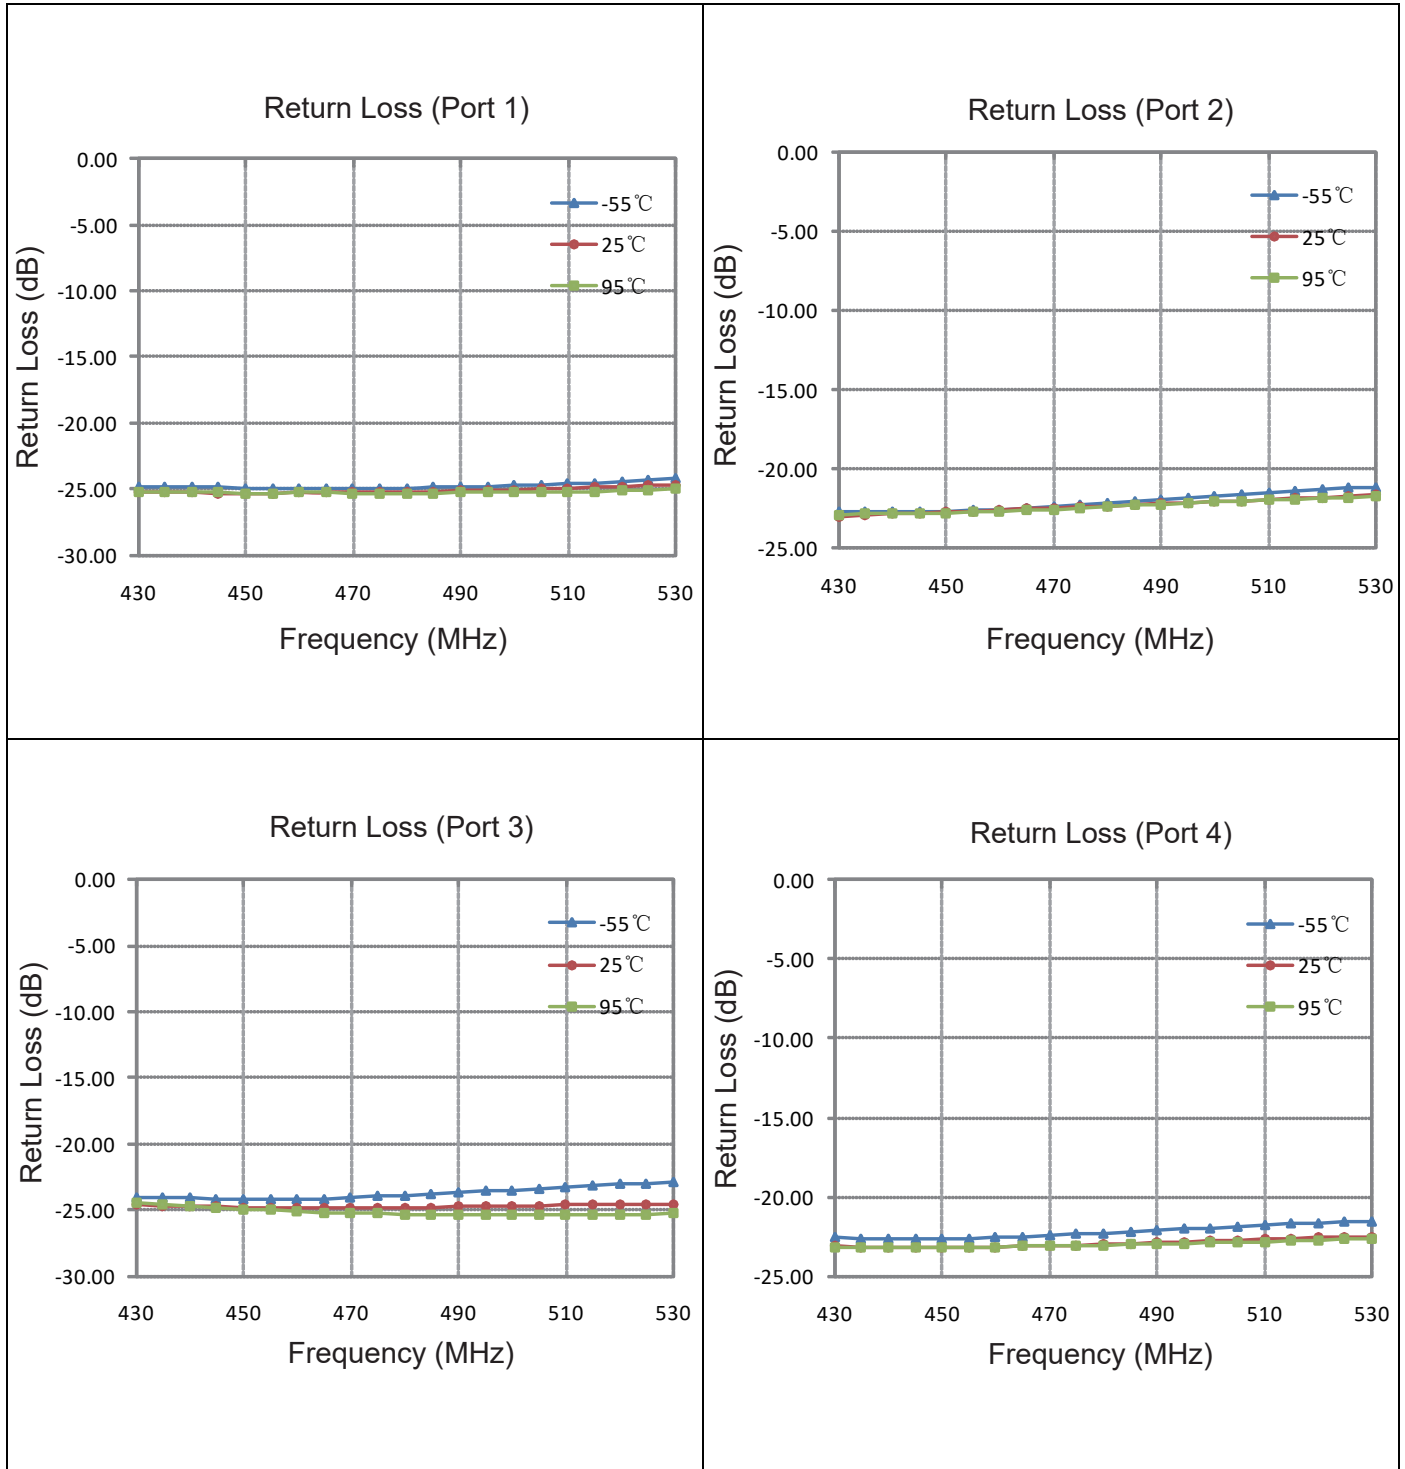 Return Loss (Port 1)
Return Loss (dB)
0.00
-5.00
-10.00
-15.00
-20.00
-25.00
-30.00
-55℃
25℃
95℃
430 450 470 490 510 530
Frequency (MHz)
Return Loss (Port 2)
Return Loss (dB)
0.00
-5.00
-10.00
-15.00
-20.00
-25.00
-55℃
25℃
95℃
430 450 470 490 510 530
Frequency (MHz)
Return Loss (Port 3)
Return Loss (dB)
0.00
-5.00
-10.00
-15.00
-20.00
-25.00
-30.00
-55℃
25℃
95℃
430 450 470 490 510 530
Frequency (MHz)
Return Loss (Port 4)
Return Loss (dB)
0.00
-5.00
-10.00
-15.00
-20.00
-25.00
-55℃
25℃
95℃
430 450 470 490 510 530
Frequency (MHz)